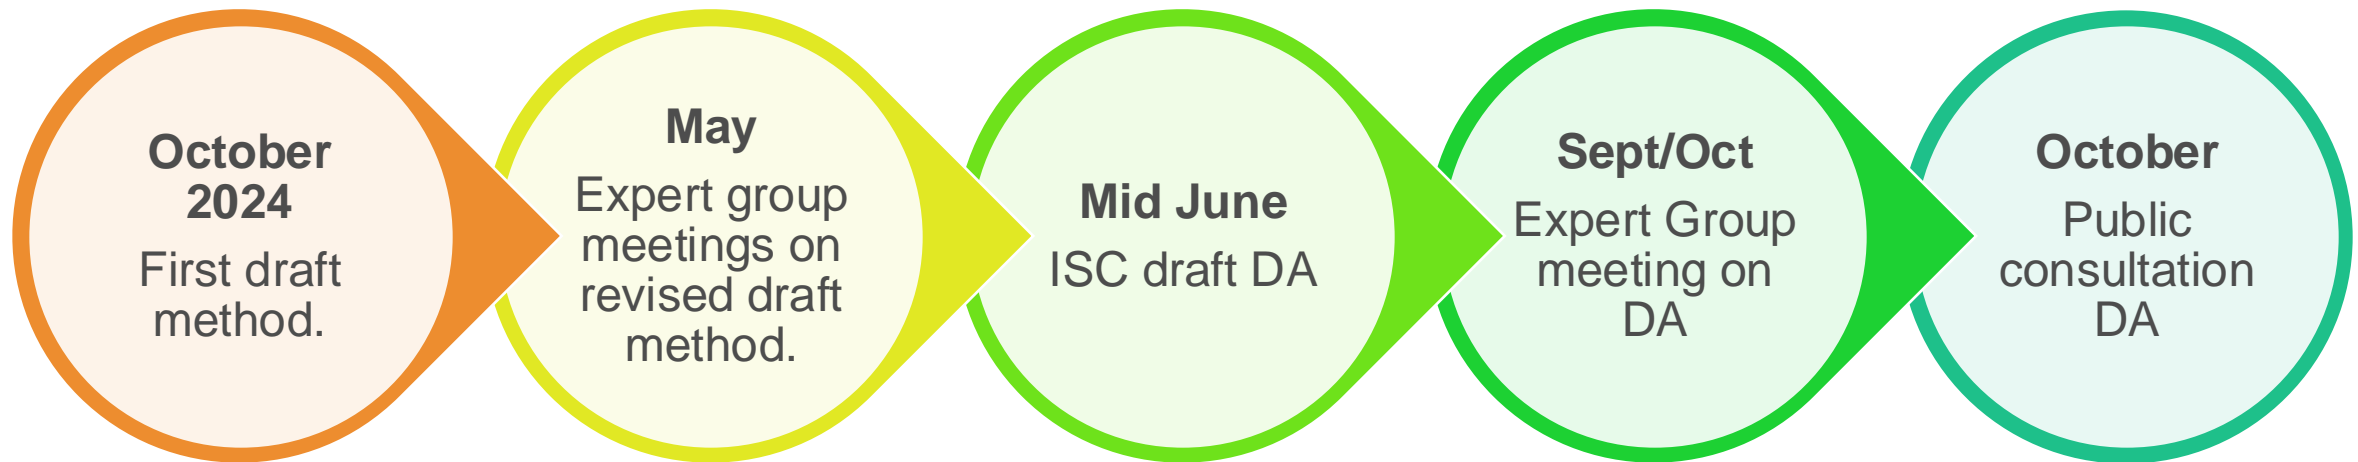 October
2024
First draft
method.
May
Expert group
meetings on
revised draft
method.
Mid June
ISC draft DA
Sept/Oct
Expert Group
meeting on
DA
October
Public
consultation
DA